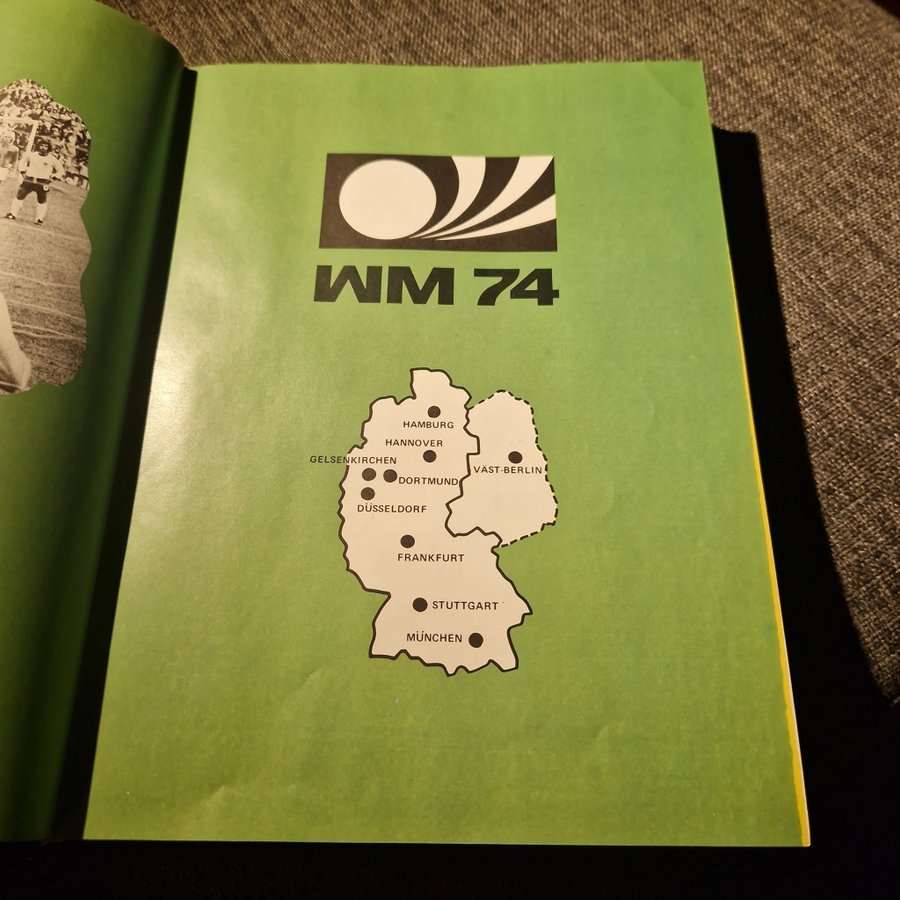 WM 74
HAMBURG
HANNOVER
GELSENKIRCHEN
VÄST-BERLIN
DORTMUND
DÜSSELDORF
FRANKFURT
STUTTGART
MÜNCHEN